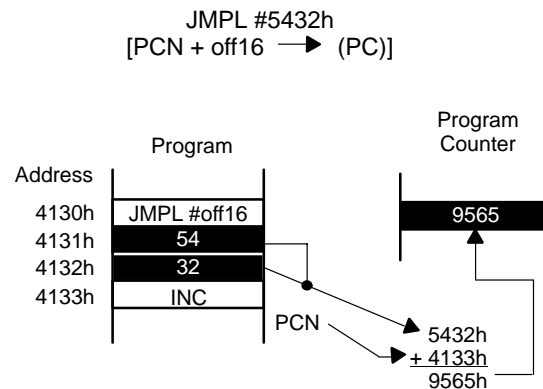 JMPL #5432h
[PCN + off16 → (PC)]
Program
Program
Counter
Address
4130h JMPL #off16
4131h 54
4132h 32
4133h INC
9565
PCN
5432h
+ 4133h
9565h